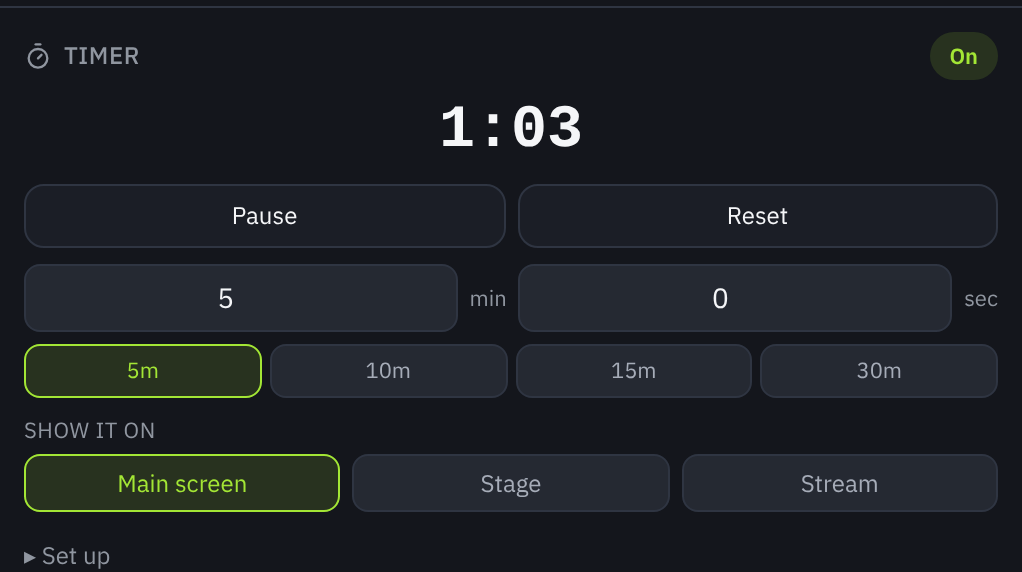 TIMER
On
1:03
Pause
Reset
5
min
0
sec
5m
10m
15m
30m
SHOW IT ON
Main screen
Stage
Stream
▸ Set up